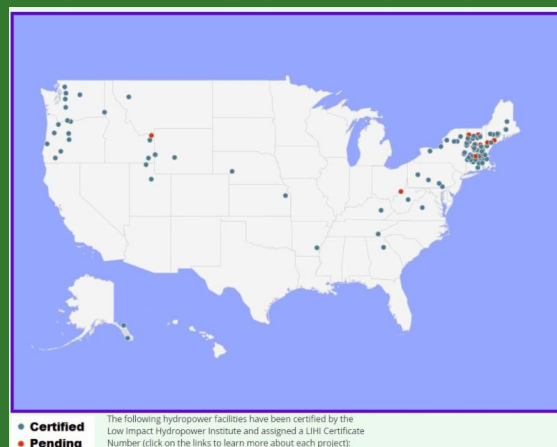 Certified
Pending
The following hydropower facilities have been certified by the
Low Impact Hydropower Institute and assigned a LIHI Certificate
Number (click on the links to learn more about each project):